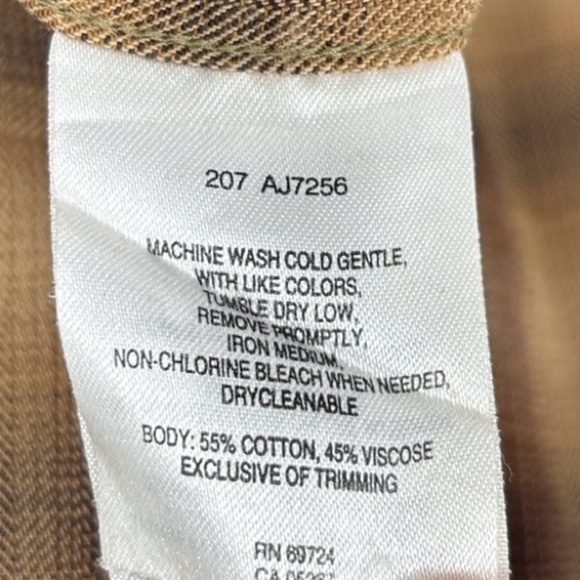 207 AJ7256
MACHINE WASH COLD GENTLE,
WITH LIKE COLORS,
TUMBLE DRY LOW,
REMOVE PROMPTLY,
IRON MEDIUM,
NON-CHLORINE BLEACH WHEN NEEDED,
DRYCLEANABLE
BODY: 55% COTTON, 45% VISCOSE
EXCLUSIVE OF TRIMMING
RN 69724
CA